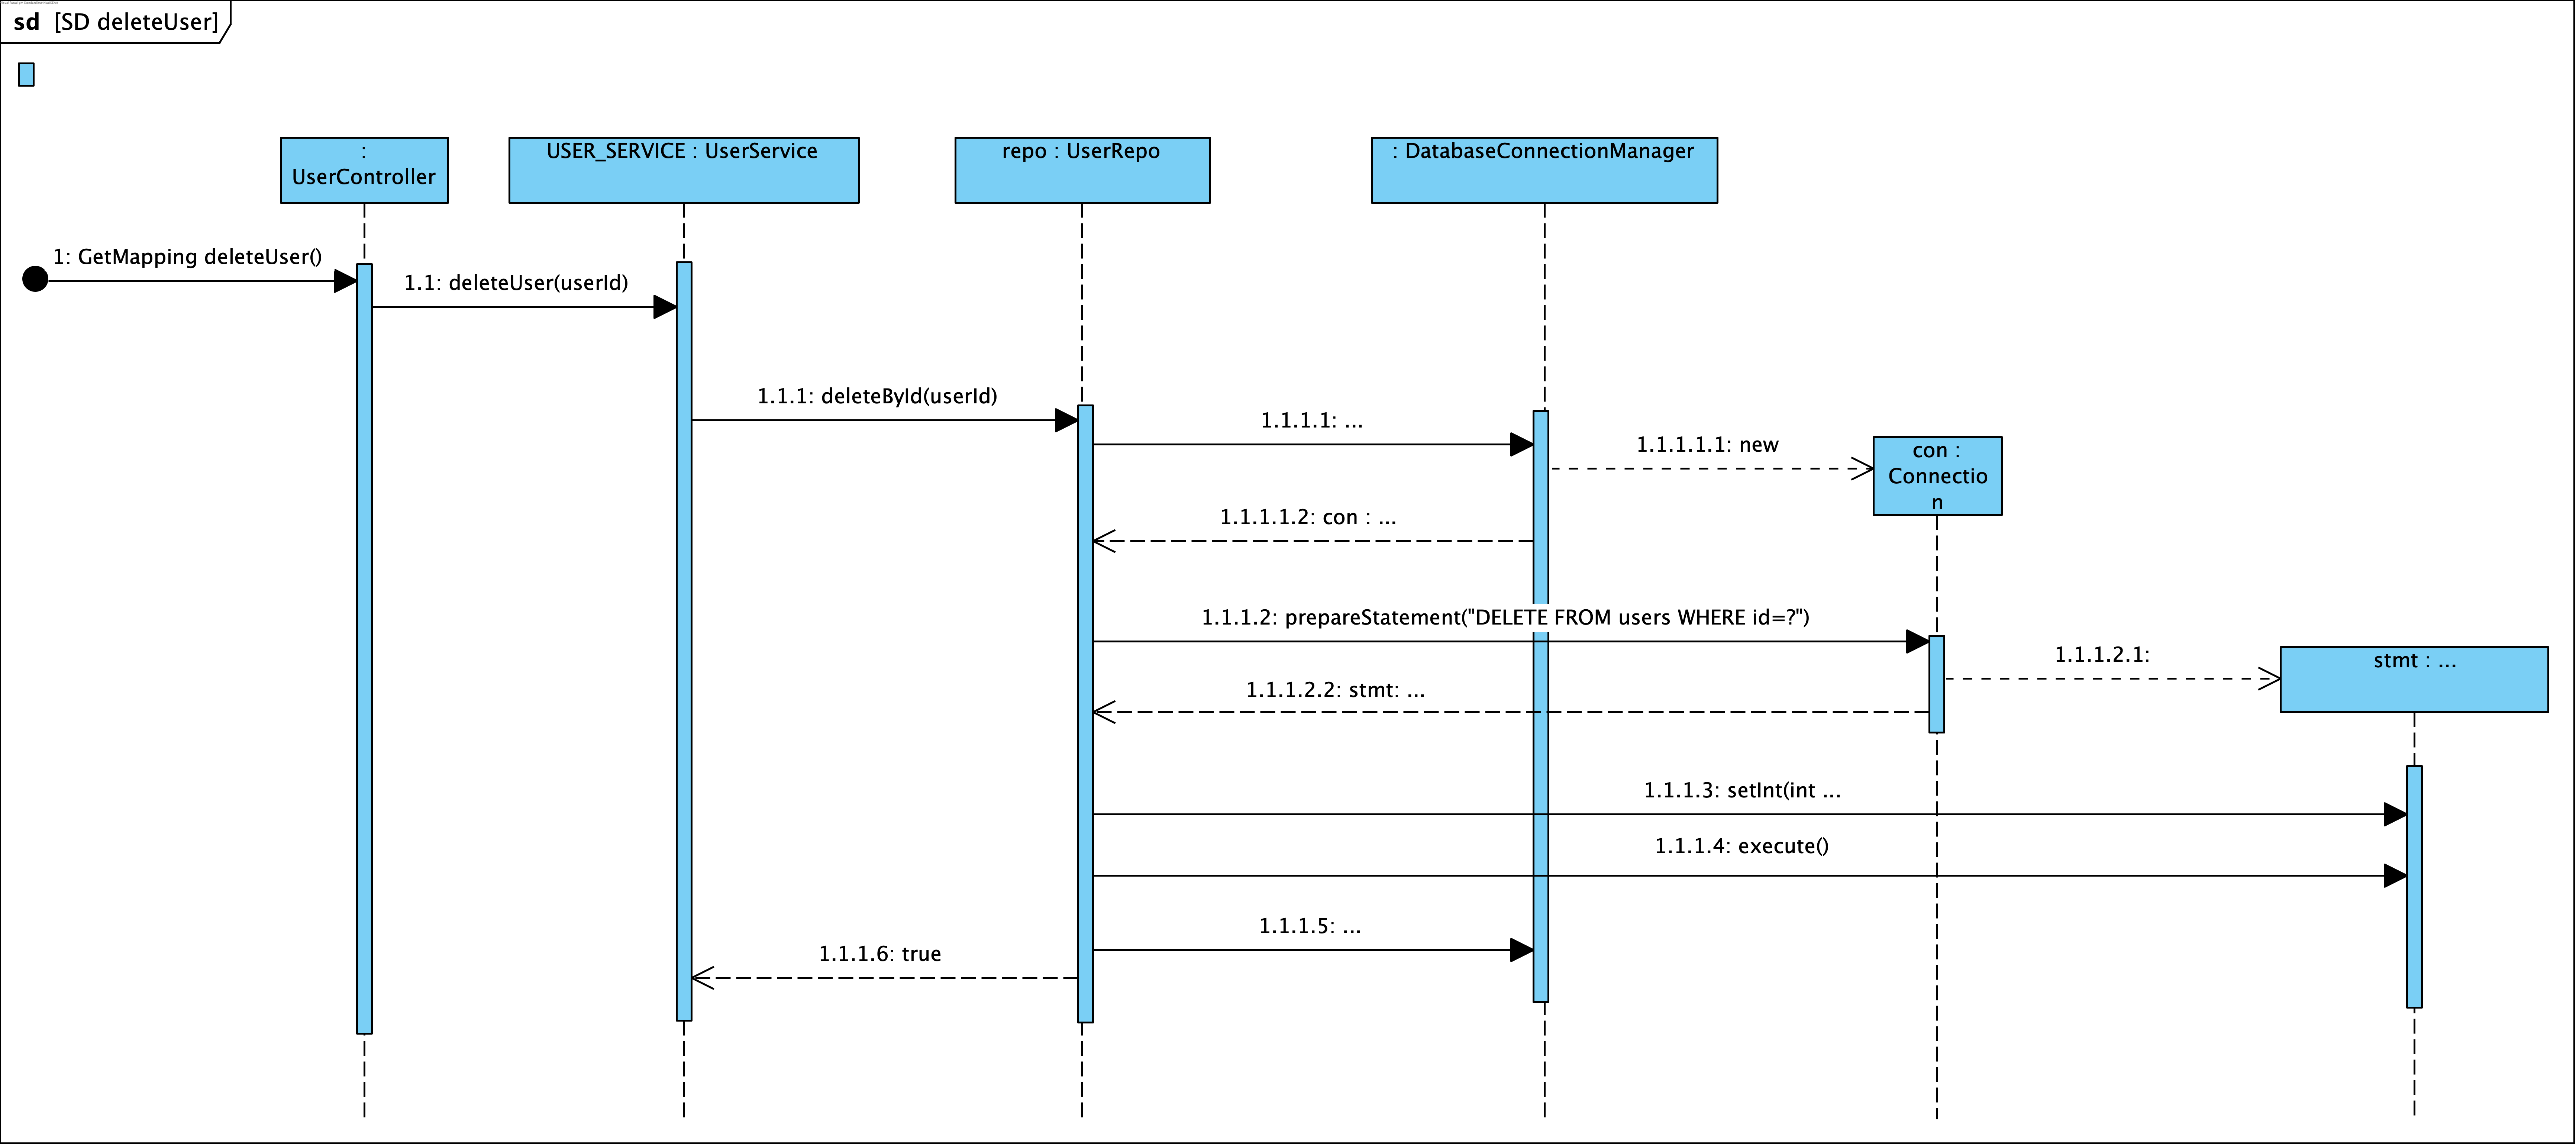 sd [SD deleteUser]
:
UserController
USER_SERVICE : UserService
repo : UserRepo
: DatabaseConnectionManager
1: GetMapping deleteUser()
1.1: deleteUser(userId)
1.1.1: deleteById(userId)
1.1.1.1: ...
1.1.1.1.1: new
con :
Connectio
n
1.1.1.1.2: con : ...
1.1.1.2: prepareStatement("DELETE FROM users WHERE id=?")
1.1.1.2.1:
stmt : ...
1.1.1.2.2: stmt: ...
1.1.1.3: setInt(int ...
1.1.1.4: execute()
1.1.1.5: ...
1.1.1.6: true